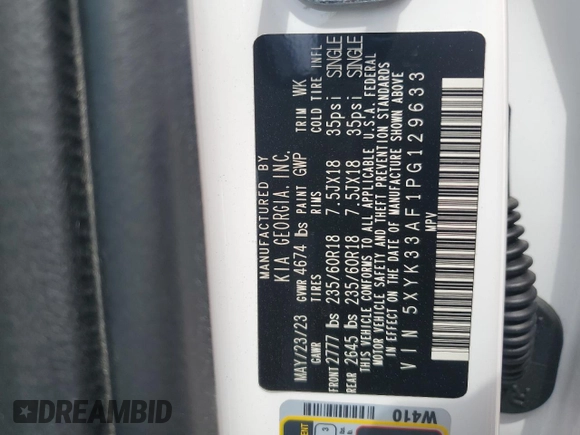 MANUFACTURED BY
KIA GEORGIA, INC.
MAY/23/23 GVWR 4674 lbs PAINT GWP TRIM WK
GAWR TIRES RIMS COLD TIRE INFL
FRONT 2777 lbs 235/60R18 7.5JX18 35psi SINGLE
REAR 2645 lbs 235/60R18 7.5JX18 35psi SINGLE
THIS VEHICLE CONFORMS TO ALL APPLICABLE U.S.A. FEDERAL
MOTOR VEHICLE SAFETY AND THEFT PREVENTION STANDARDS
IN EFFECT ON THE DATE OF MANUFACTURE SHOWN ABOVE
VIN 5XYK33AF1PG129633
MPV
W410
DREAMBID